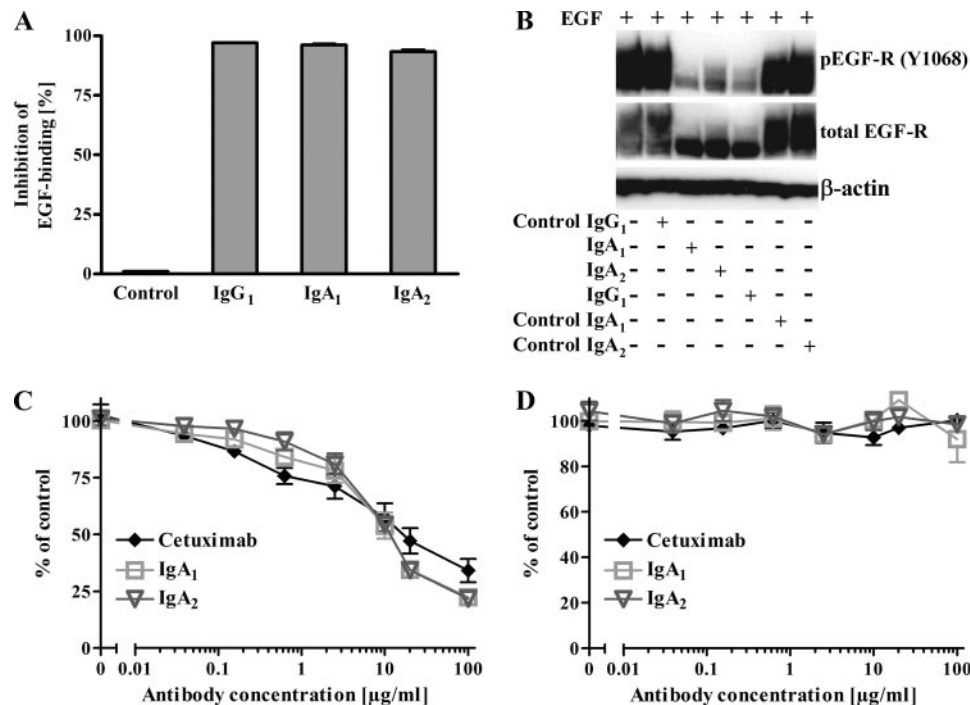 A
Inhibition of
EGF-binding [%]
100
75
50
25
0
Control IgG1 IgA1 IgA2
B
EGF + + + + + + +
pEGF-R (Y1068)
total EGF-R
β-actin
Control IgG1 - + - - - - -
IgA1 - - + - - - -
IgA2 - - - + - - -
IgG1 - - - - + - -
Control IgA1 - - - - - + -
Control IgA2 - - - - - - +
C
% of control
100
75
50
25
0
Cetuximab
IgA1
IgA2
0 0.01 0.1 1 10 100
Antibody concentration [µg/ml]
D
% of control
100
80
60
40
20
0
Cetuximab
IgA1
IgA2
0 0.01 0.1 1 10 100
Antibody concentration [µg/ml]